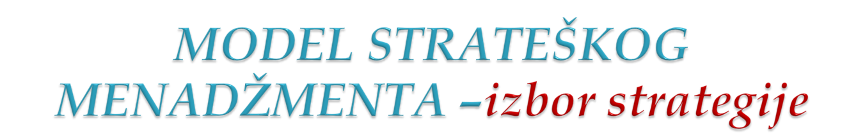 MODEL STRATEŠKOG
MENADŽMENTA –izbor strategije